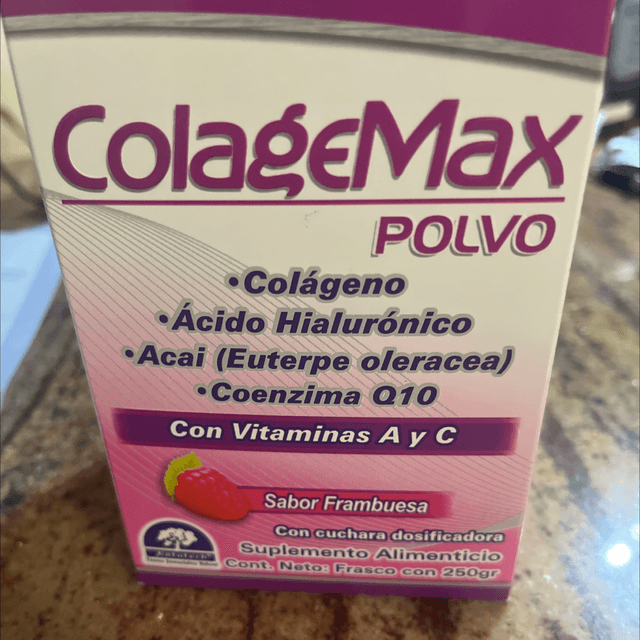 ColageMax
POLVO
•Colágeno
•Ácido Hialurónico
•Acai (Euterpe oleracea)
•Coenzima Q10
Con Vitaminas A y C
Sabor Frambuesa
Con cuchara dosificadora
Suplemento Alimenticio
Cont. Neto: Frasco con 250gr